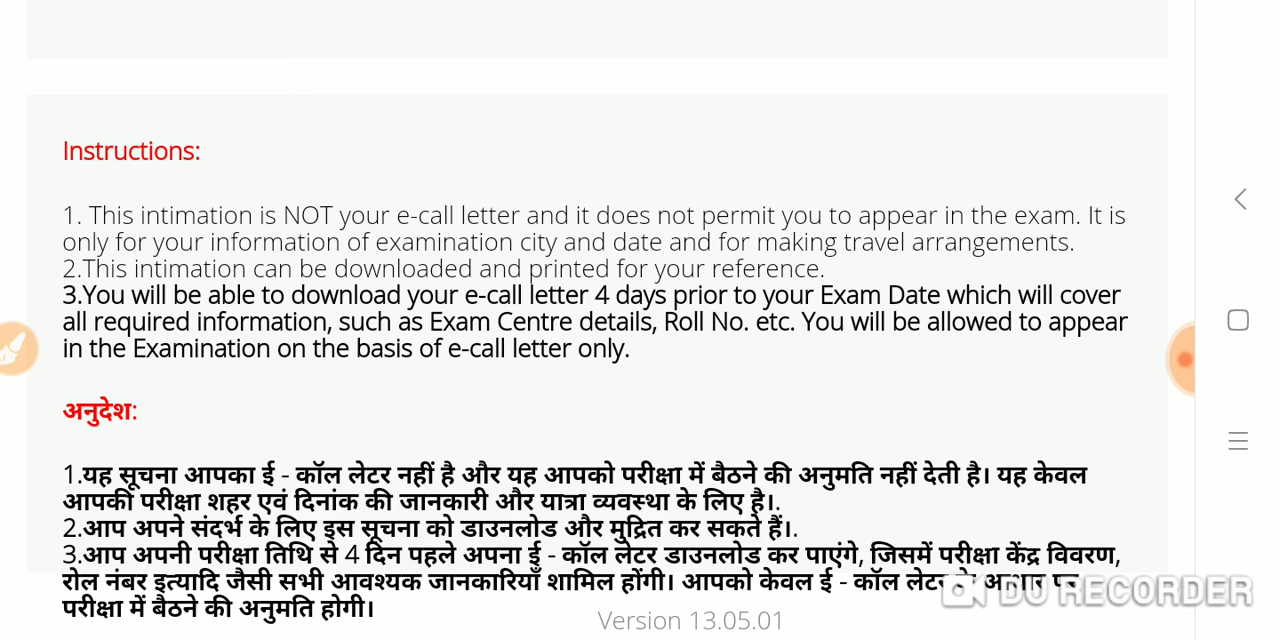 Instructions:
1. This intimation is NOT your e-call letter and it does not permit you to appear in the exam. It is
only for your information of examination city and date and for making travel arrangements.
2.This intimation can be downloaded and printed for your reference.
3.You will be able to download your e-call letter 4 days prior to your Exam Date which will cover
all required information, such as Exam Centre details, Roll No. etc. You will be allowed to appear
in the Examination on the basis of e-call letter only.
अनुदेश:
1.यह सूचना आपका ई - कॉल लेटर नहीं है और यह आपको परीक्षा में बैठने की अनुमति नहीं देती है। यह केवल
आपकी परीक्षा शहर एवं दिनांक की जानकारी और यात्रा व्यवस्था के लिए है।.
2.आप अपने संदर्भ के लिए इस सूचना को डाउनलोड और मुद्रित कर सकते हैं।.
3.आप अपनी परीक्षा तिथि से 4 दिन पहले अपना ई - कॉल लेटर डाउनलोड कर पाएंगे, जिसमें परीक्षा केंद्र विवरण,
रोल नंबर इत्यादि जैसी सभी आवश्यक जानकारियाँ शामिल होंगी। आपको केवल ई - कॉल लेटर के आधार पर
परीक्षा में बैठने की अनुमति होगी।
DU RECORDER
Version 13.05.01